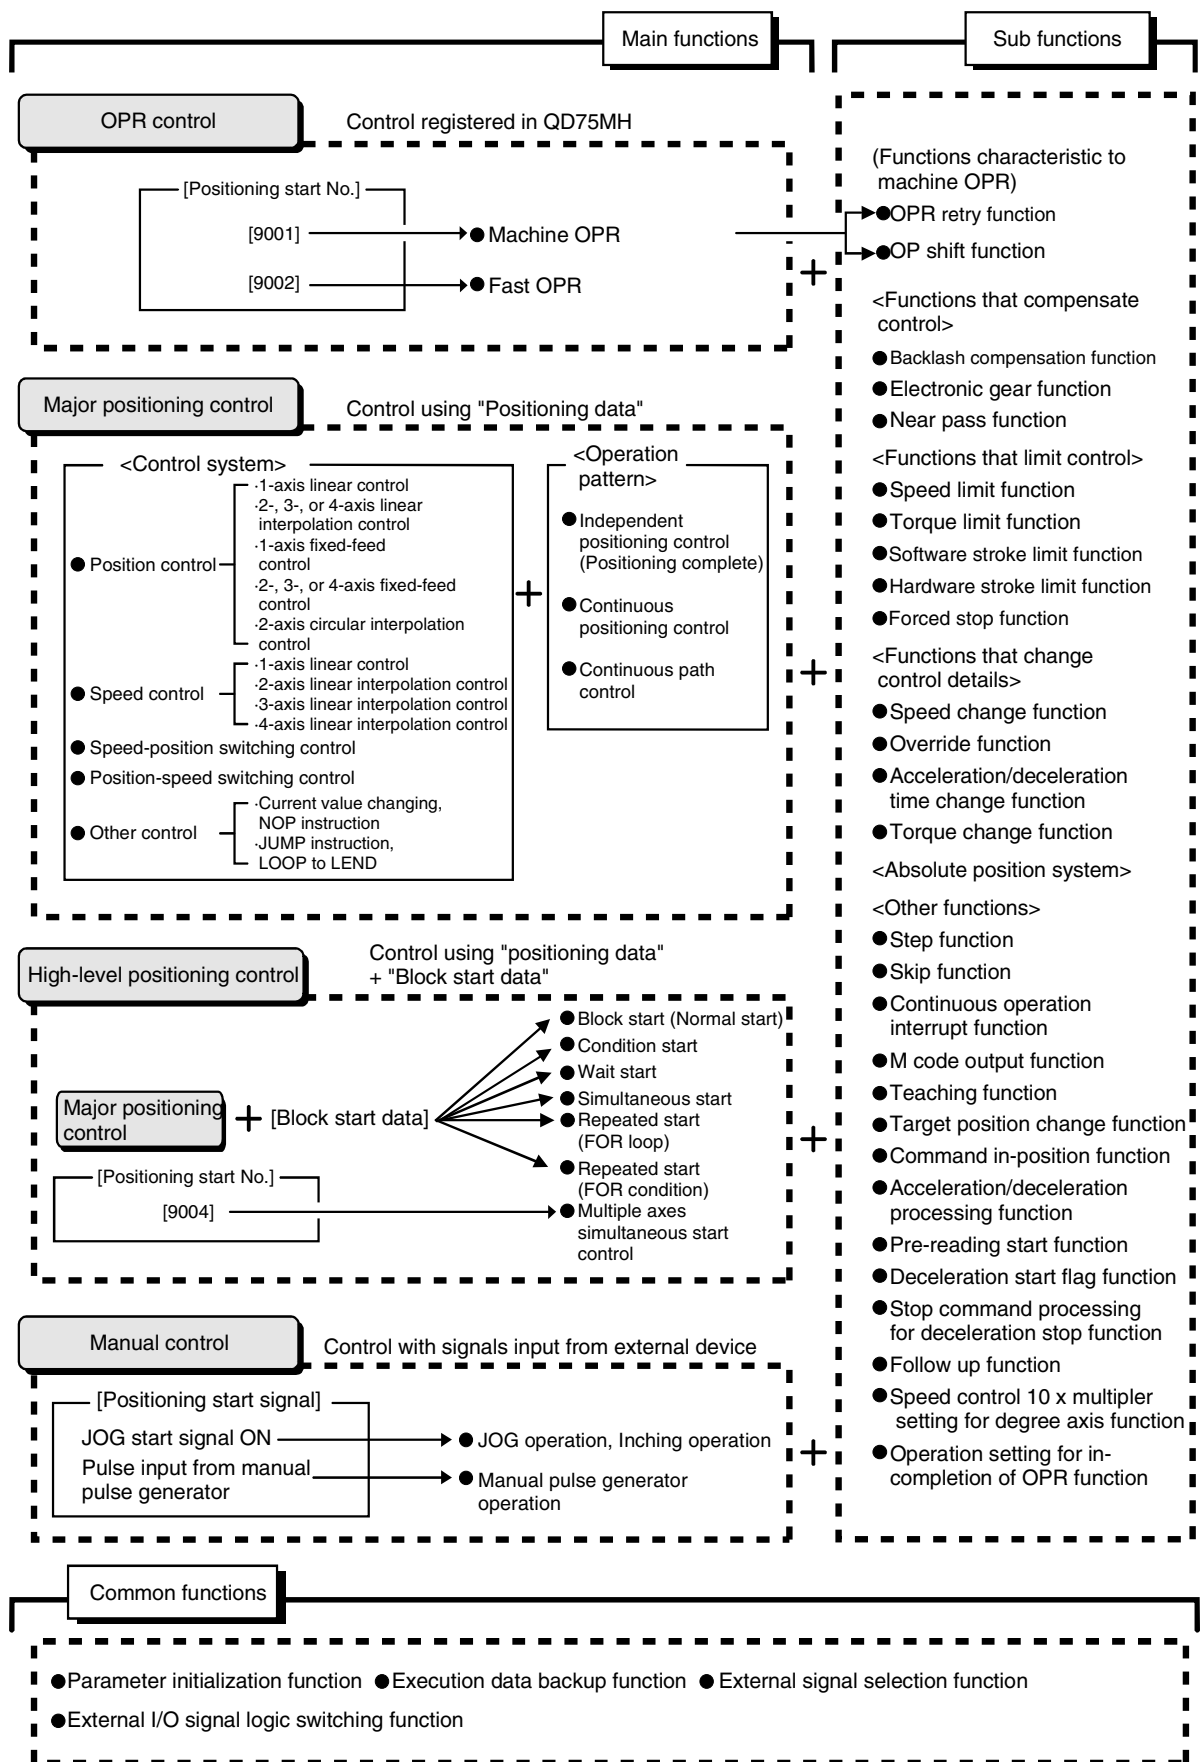 Main functions
Sub functions
OPR control
Control registered in QD75MH
[Positioning start No.]
[9001]
● Machine OPR
[9002]
● Fast OPR
+
Major positioning control
Control using "Positioning data"
<Control system>
● Position control
·1-axis linear control
·2-, 3-, or 4-axis linear
interpolation control
·1-axis fixed-feed
control
·2-, 3-, or 4-axis fixed-feed
control
·2-axis circular interpolation
control
● Speed control
·1-axis linear control
·2-axis linear interpolation control
·3-axis linear interpolation control
·4-axis linear interpolation control
● Speed-position switching control
● Position-speed switching control
● Other control
·Current value changing,
NOP instruction
·JUMP instruction,
LOOP to LEND
+
<Operation
pattern>
● Independent
positioning control
(Positioning complete)
● Continuous
positioning control
● Continuous path
control
+
High-level positioning control
Control using "positioning data"
+ "Block start data"
Major positioning
control
+ [Block start data]
● Block start (Normal start)
● Condition start
● Wait start
● Simultaneous start
● Repeated start
(FOR loop)
● Repeated start
(FOR condition)
[Positioning start No.]
[9004]
● Multiple axes
simultaneous start
control
+
Manual control
Control with signals input from external device
[Positioning start signal]
JOG start signal ON
● JOG operation, Inching operation
Pulse input from manual
pulse generator
● Manual pulse generator
operation
+
(Functions characteristic to
machine OPR)
●OPR retry function
●OP shift function
<Functions that compensate
control>
●Backlash compensation function
●Electronic gear function
●Near pass function
<Functions that limit control>
●Speed limit function
●Torque limit function
●Software stroke limit function
●Hardware stroke limit function
●Forced stop function
<Functions that change
control details>
●Speed change function
●Override function
●Acceleration/deceleration
time change function
●Torque change function
<Absolute position system>
<Other functions>
●Step function
●Skip function
●Continuous operation
interrupt function
●M code output function
●Teaching function
●Target position change function
●Command in-position function
●Acceleration/deceleration
processing function
●Pre-reading start function
●Deceleration start flag function
●Stop command processing
for deceleration stop function
●Follow up function
●Speed control 10 x multipler
setting for degree axis function
●Operation setting for in-
completion of OPR function
Common functions
●Parameter initialization function ●Execution data backup function ●External signal selection function
●External I/O signal logic switching function